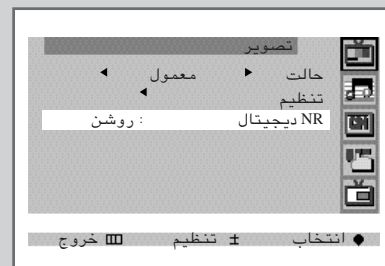 تصویر
حالت ▶ معمول ◀
تنظیم ◀
NR دیجیتال : روشن
◆ انتخاب ± تنظیم خروج